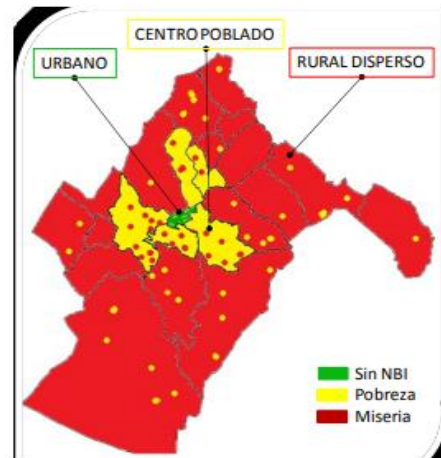 CENTRO POBLADO
URBANO
RURAL DISPERSO
Sin NBI
Pobreza
Miseria